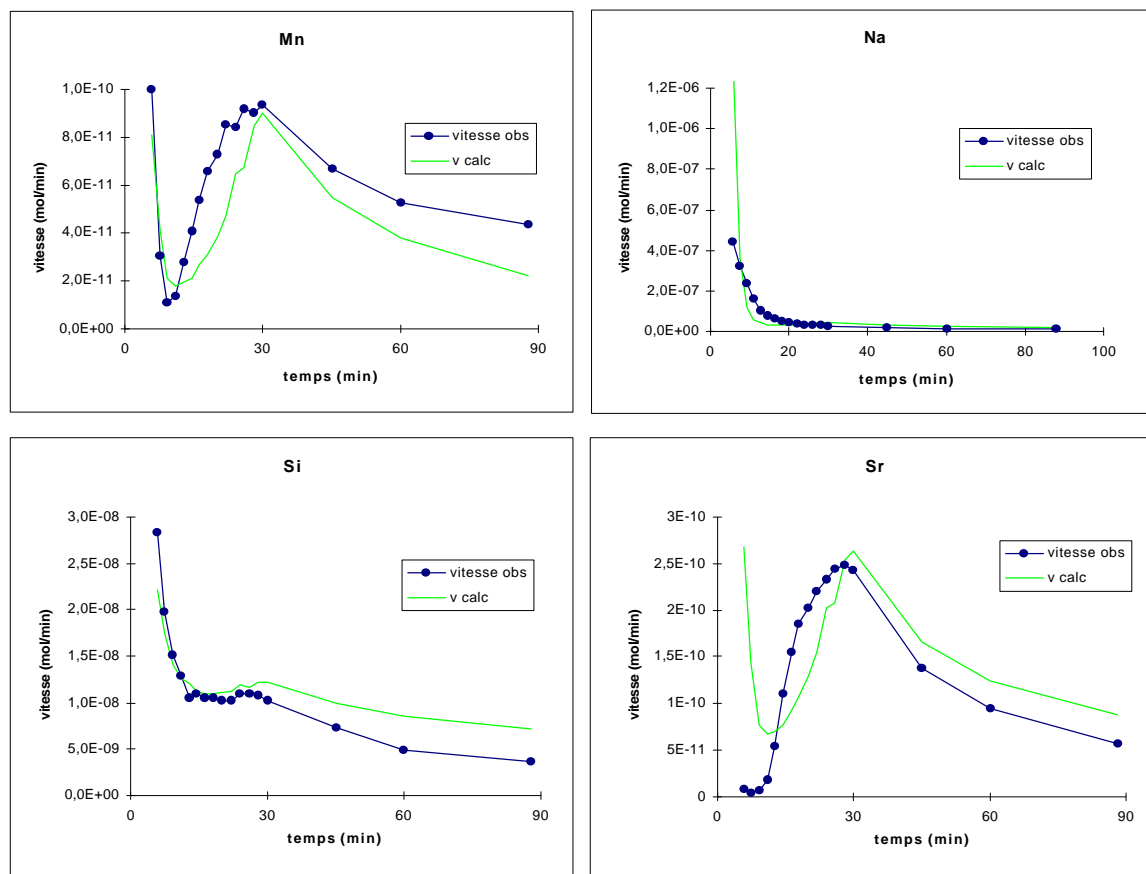 Mn
vitesse (mol/min)
1,0E-10
8,0E-11
6,0E-11
4,0E-11
2,0E-11
0,0E+00
0
30
60
90
temps (min)
vitesse obs
v calc
Na
vitesse (mol/min)
1,2E-06
1,0E-06
8,0E-07
6,0E-07
4,0E-07
2,0E-07
0,0E+00
0
20
40
60
80
100
temps (min)
vitesse obs
v calc
Si
vitesse (mol/min)
3,0E-08
2,5E-08
2,0E-08
1,5E-08
1,0E-08
5,0E-09
0,0E+00
0
30
60
90
temps (min)
vitesse obs
v calc
Sr
vitesse (mol/min)
3E-10
2,5E-10
2E-10
1,5E-10
1E-10
5E-11
0
0
30
60
90
temps (min)
vitesse obs
v calc